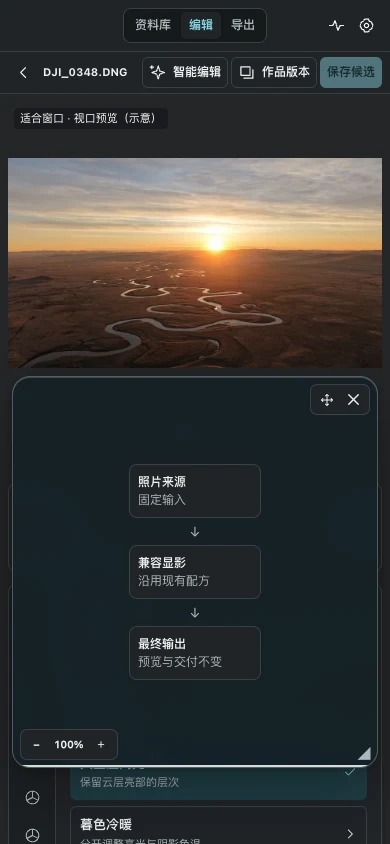 资料库 编辑 导出
DJI_0348.DNG 智能编辑 作品版本 保存候选
适合窗口 · 视口预览（示意）
照片来源
固定输入
兼容显影
沿用现有配方
最终输出
预览与交付不变
− 100% +
保留云层亮部的层次
暮色冷暖